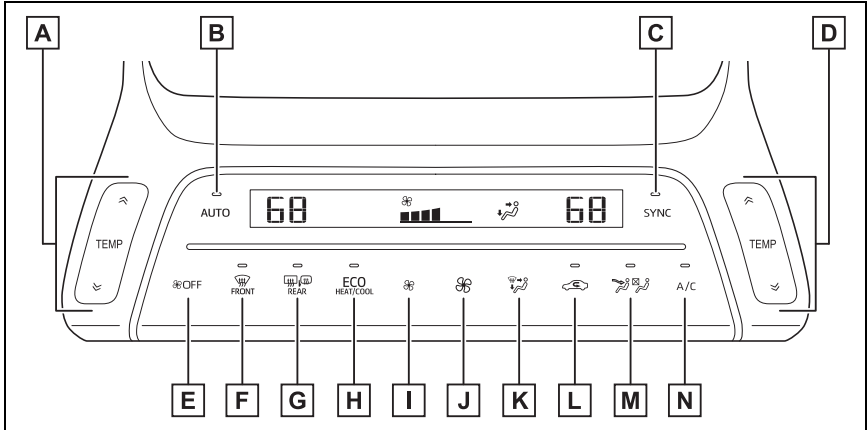 A B C D
AUTO 68 68 SYNC
TEMP TEMP
OFF FRONT REAR ECO HEAT/COOL A/C
E F G H I J K L M N